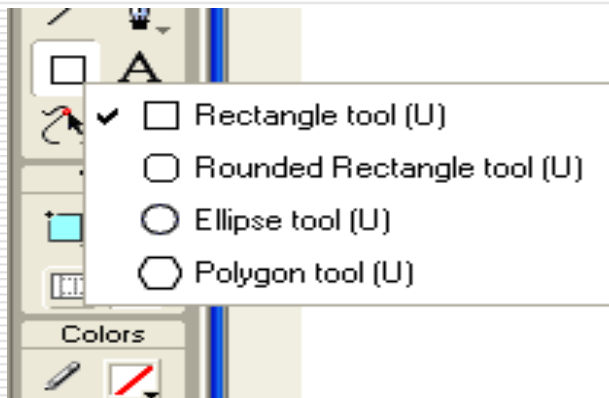 A
Rectangle tool (U)
Rounded Rectangle tool (U)
Ellipse tool (U)
Polygon tool (U)
Colors